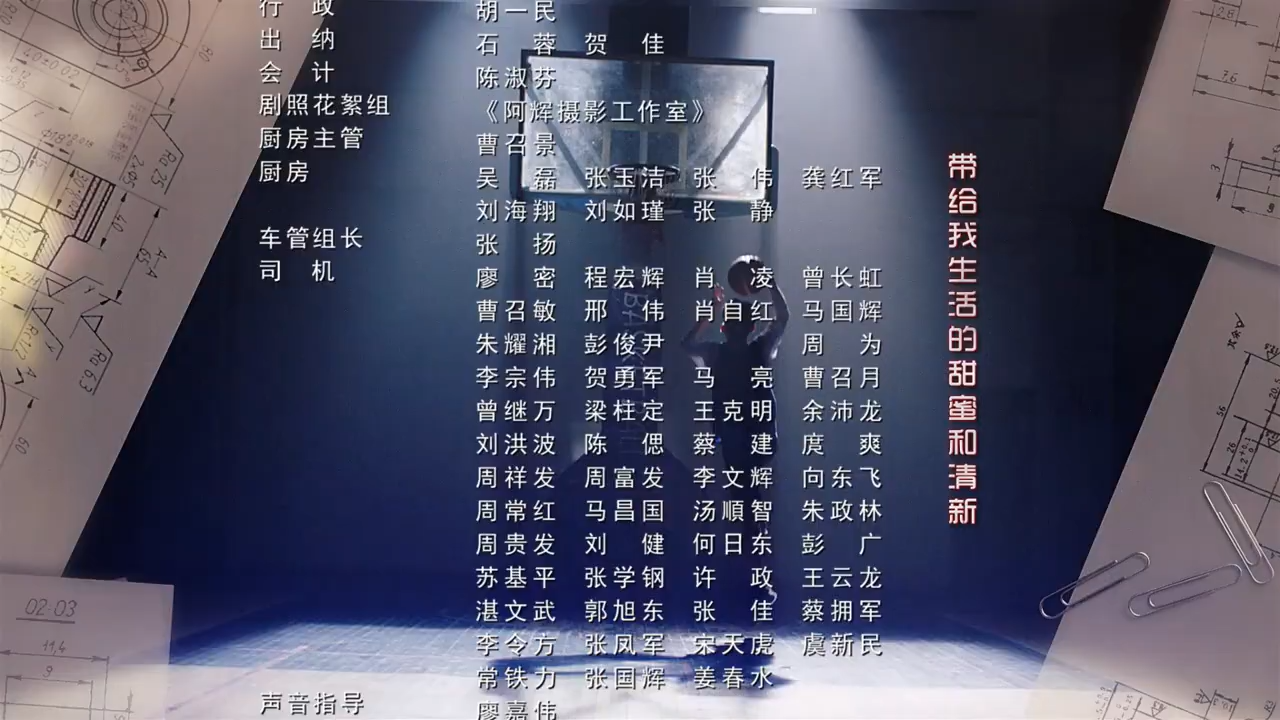 行 政 胡一民
出 纳 石 蓉 贺 佳
会 计 陈淑芬
剧照花絮组 《阿辉摄影工作室》
厨房主管 曹召景
厨房 吴 磊 张玉洁 张 伟 龚红军
刘海翔 刘如瑾 张 静
车管组长 张 扬
司 机 廖 密 程宏辉 肖 凌 曾长虹
曹召敏 邢 伟 肖自红 马国辉
朱耀湘 彭俊尹 周 为
李宗伟 贺勇军 马 亮 曹召月
曾继万 梁柱定 王克明 余沛龙
刘洪波 陈 偲 蔡 建 庹 爽
周祥发 周富发 李文辉 向东飞
周常红 马昌国 汤順智 朱政林
周贵发 刘 健 何日东 彭 广
苏基平 张学钢 许 政 王云龙
湛文武 郭旭东 张 佳 蔡拥军
李令方 张凤军 宋天虎 虞新民
常铁力 张国辉 姜春水
声音指导 廖嘉伟
带给我生活的甜蜜和清新
02:03
11,4
9